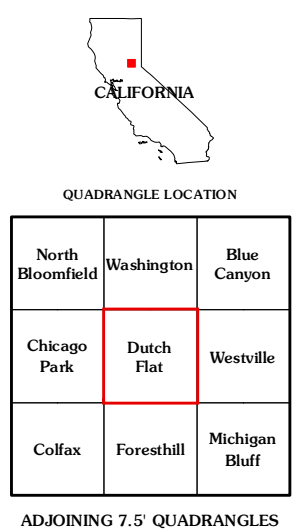 CALIFORNIA
QUADRANGLE LOCATION
North
Bloomfield
Washington
Blue
Canyon
Chicago
Park
Dutch
Flat
Westville
Colfax
Foresthill
Michigan
Bluff
ADJOINING 7.5' QUADRANGLES